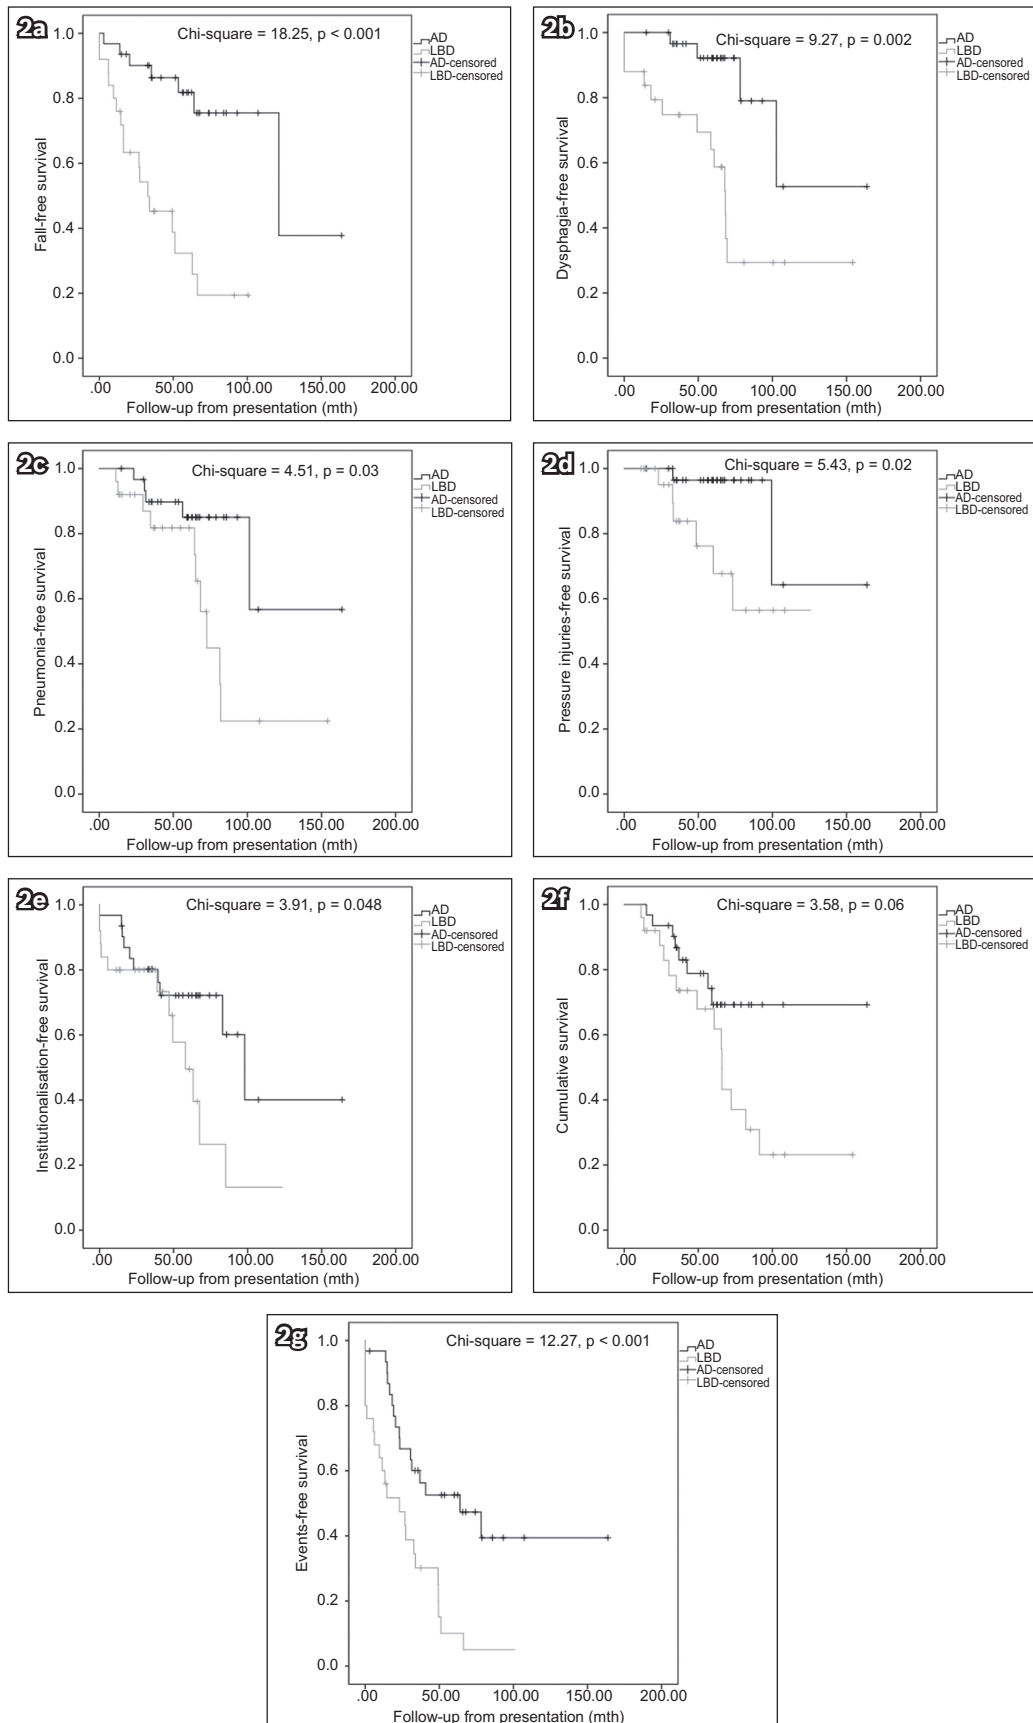 2a
Chi-square = 18.25, p < 0.001
AD
LBD
AD-censored
LBD-censored
1.0
0.8
0.6
0.4
0.2
0.0
Fall-free survival
.00 50.00 100.00 150.00 200.00
Follow-up from presentation (mth)
2b
Chi-square = 9.27, p = 0.002
AD
LBD
AD-censored
LBD-censored
1.0
0.8
0.6
0.4
0.2
0.0
Dysphagia-free survival
.00 50.00 100.00 150.00 200.00
Follow-up from presentation (mth)
2c
Chi-square = 4.51, p = 0.03
AD
LBD
AD-censored
LBD-censored
1.0
0.8
0.6
0.4
0.2
0.0
Pneumonia-free survival
.00 50.00 100.00 150.00 200.00
Follow-up from presentation (mth)
2d
Chi-square = 5.43, p = 0.02
AD
LBD
AD-censored
LBD-censored
1.0
0.8
0.6
0.4
0.2
0.0
Pressure injuries-free survival
.00 50.00 100.00 150.00 200.00
Follow-up from presentation (mth)
2e
Chi-square = 3.91, p = 0.048
AD
LBD
AD-censored
LBD-censored
1.0
0.8
0.6
0.4
0.2
0.0
Institutionalisation-free survival
.00 50.00 100.00 150.00 200.00
Follow-up from presentation (mth)
2f
Chi-square = 3.58, p = 0.06
AD
LBD
AD-censored
LBD-censored
1.0
0.8
0.6
0.4
0.2
0.0
Cumulative survival
.00 50.00 100.00 150.00 200.00
Follow-up from presentation (mth)
2g
Chi-square = 12.27, p < 0.001
AD
LBD
AD-censored
LBD-censored
1.0
0.8
0.6
0.4
0.2
0.0
Events-free survival
.00 50.00 100.00 150.00 200.00
Follow-up from presentation (mth)